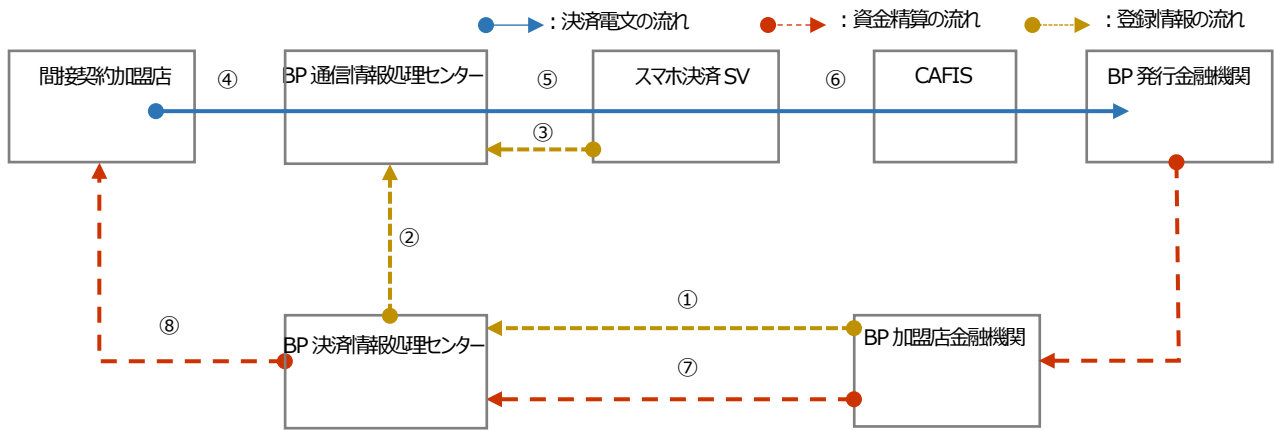 ：決済電文の流れ
：資金精算の流れ
：登録情報の流れ
間接契約加盟店
④
BP 通信情報処理センター
⑤
スマホ決済 SV
⑥
CAFIS
BP 発行金融機関
③
②
①
⑧
BP 決済情報処理センター
BP 加盟店金融機関
⑦